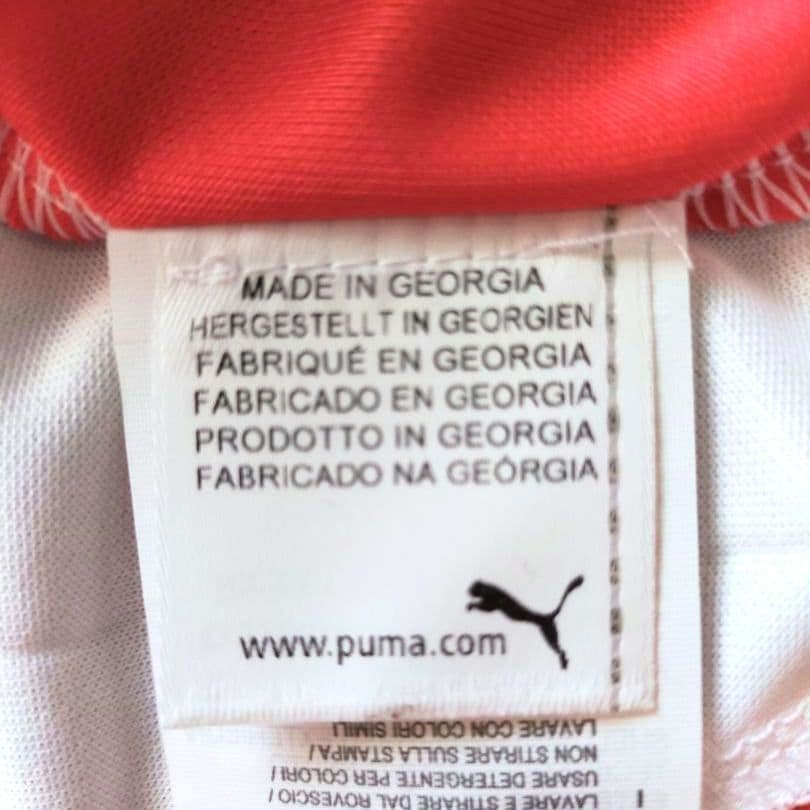 MADE IN GEORGIA
HERGESTELLT IN GEORGIEN
FABRIQUÉ EN GEORGIA
FABRICADO EN GEORGIA
PRODOTTO IN GEORGIA
FABRICADO NA GEÓRGIA
www.puma.com
LAVARE E STIRARE DAL ROVESCIO /
USARE DETERGENTE PER COLORI /
NON STIRARE SULLA STAMPA /
LAVARE CON COLORI SIMILI